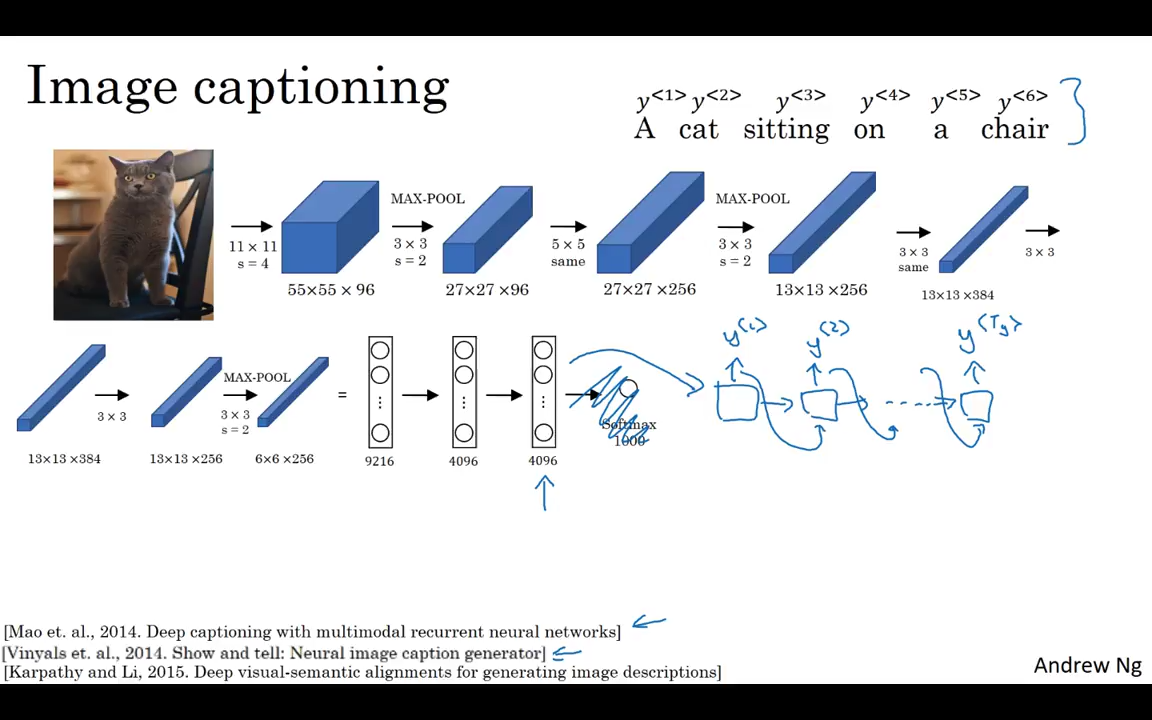 Image captioning
y<1> y<2> y<3> y<4> y<5> y<6>
A cat sitting on a chair
MAX-POOL MAX-POOL
11 × 11 3 × 3 5 × 5 3 × 3 3 × 3 3 × 3
s = 4 s = 2 same s = 2 same
55×55 × 96 27×27 ×96 27×27 ×256 13×13 ×256 13×13 ×384
y<1> y<2> y<Ty>
MAX-POOL
3 × 3 3 × 3
s = 2
=
Softmax
1000
13×13 ×384 13×13 ×256 6×6 ×256 9216 4096 4096
[Mao et. al., 2014. Deep captioning with multimodal recurrent neural networks]
[Vinyals et. al., 2014. Show and tell: Neural image caption generator]
[Karpathy and Li, 2015. Deep visual-semantic alignments for generating image descriptions]
Andrew Ng